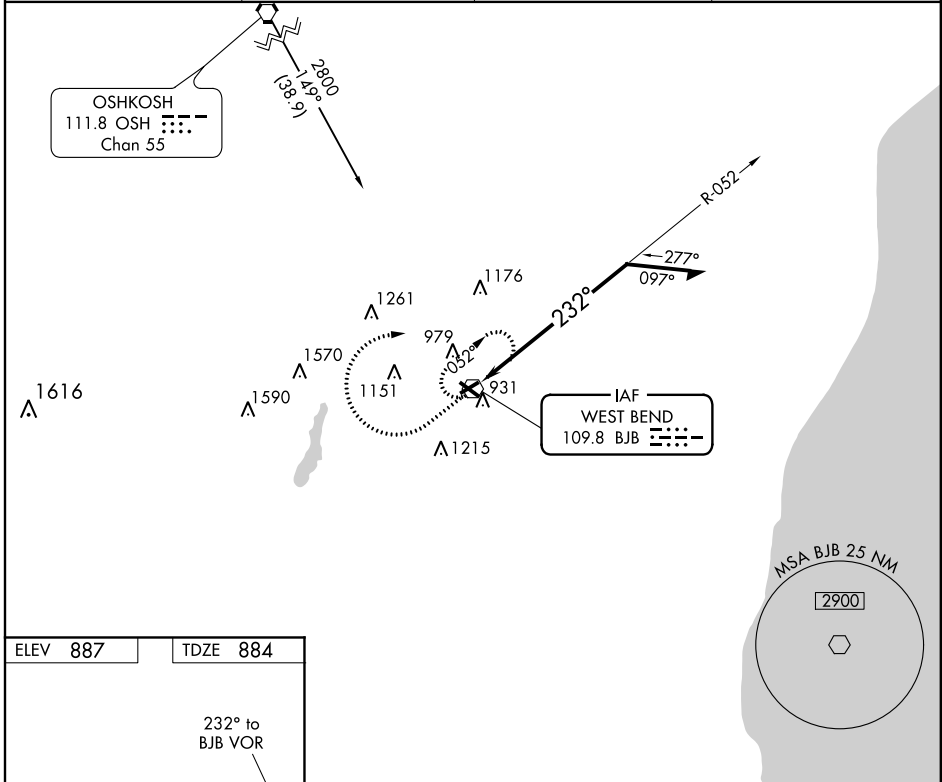 2800
149°
(38.9)
OSHKOSH
111.8 OSH
Chan 55
R-052
277°
097°
1176
1261
232°
979
052°
1570
1151
931
1616
1590
IAF
WEST BEND
109.8 BJB
1215
MSA BJB 25 NM
2900
ELEV 887
TDZE 884
232° to
BJB VOR